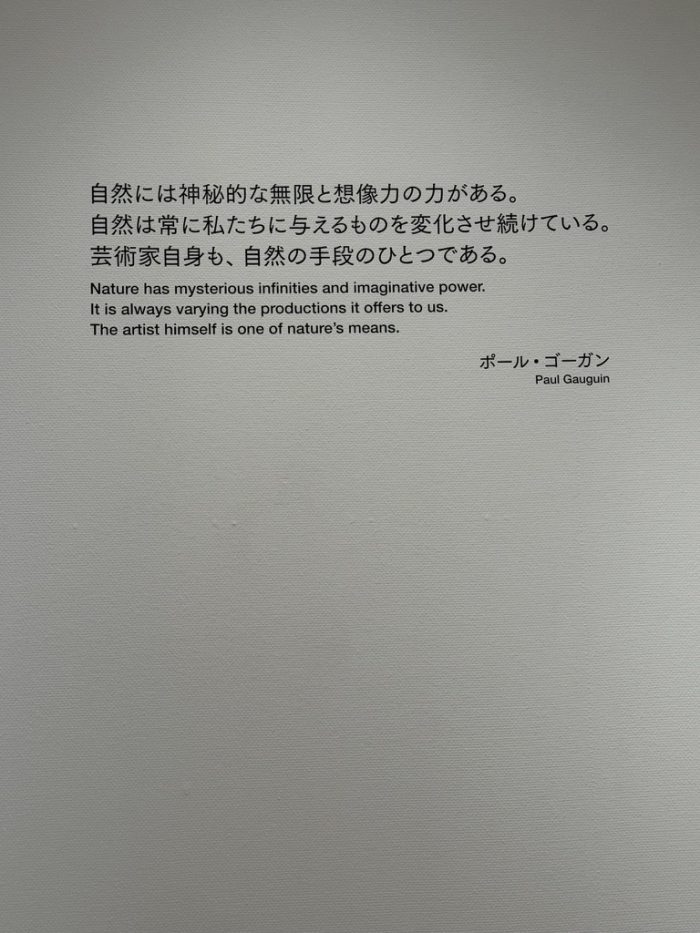 自然には神秘的な無限と想像力の力がある。
自然は常に私たちに与えるものを変化させ続けている。
芸術家自身も、自然の手段のひとつである。
Nature has mysterious infinities and imaginative power.
It is always varying the productions it offers to us.
The artist himself is one of nature's means.
ポール・ゴーガン
Paul Gauguin